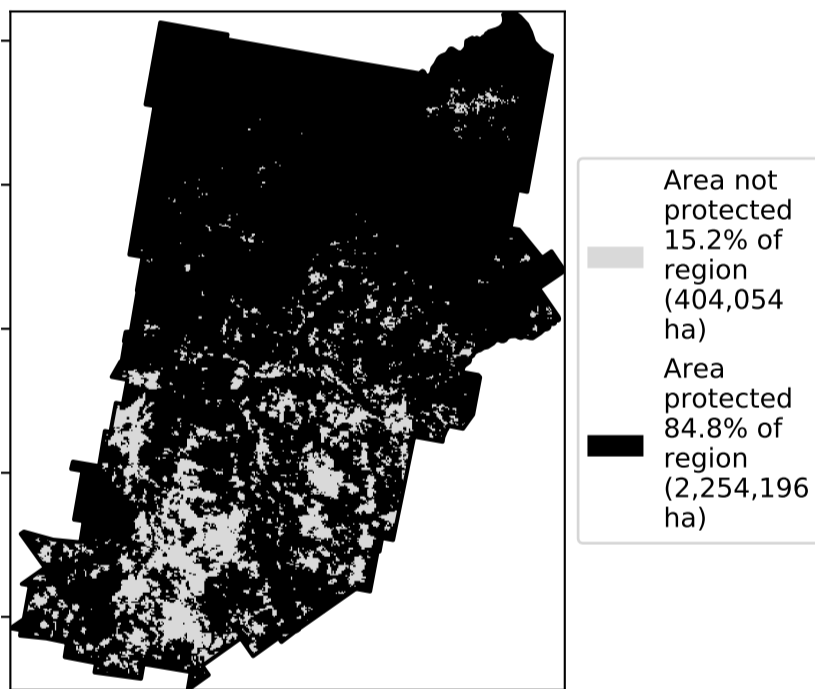 Area not
protected
15.2% of
region
(404,054
ha)
Area
protected
84.8% of
region
(2,254,196
ha)